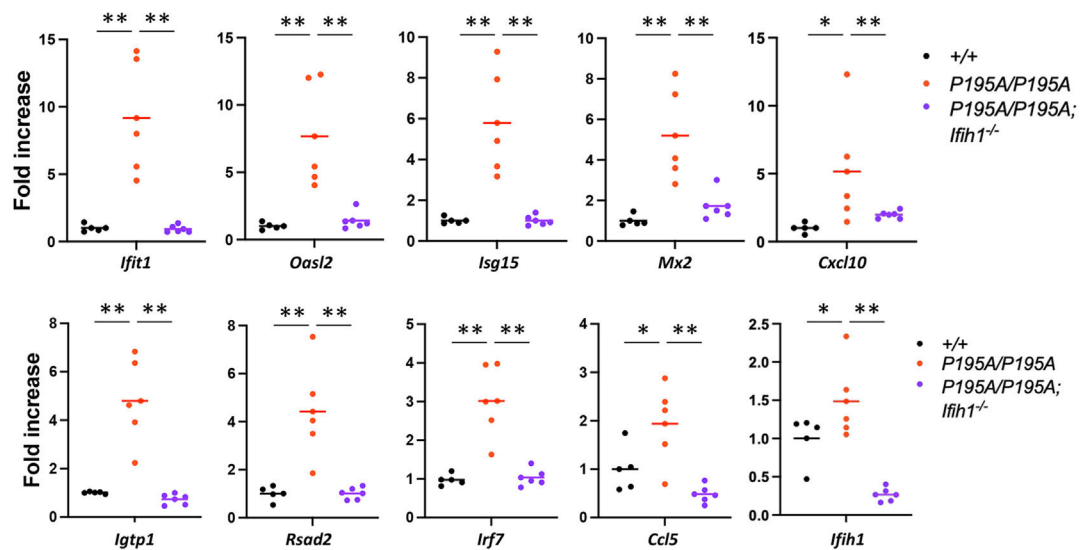 ** ** ** ** ** ** ** ** * **
Fold increase
15 10 5 0
Ifit1
15 10 5 0
Oasl2
10 8 6 4 2 0
Isg15
10 8 6 4 2 0
Mx2
15 10 5 0
Cxcl10
+/+
P195A/P195A
P195A/P195A;
Ifih1-/-
** ** ** ** ** ** * ** * **
Fold increase
8 6 4 2 0
Igtp1
8 6 4 2 0
Rsad2
5 4 3 2 1 0
Irf7
4 3 2 1 0
Ccl5
2.5 2.0 1.5 1.0 0.5 0.0
Ifih1
+/+
P195A/P195A
P195A/P195A;
Ifih1-/-